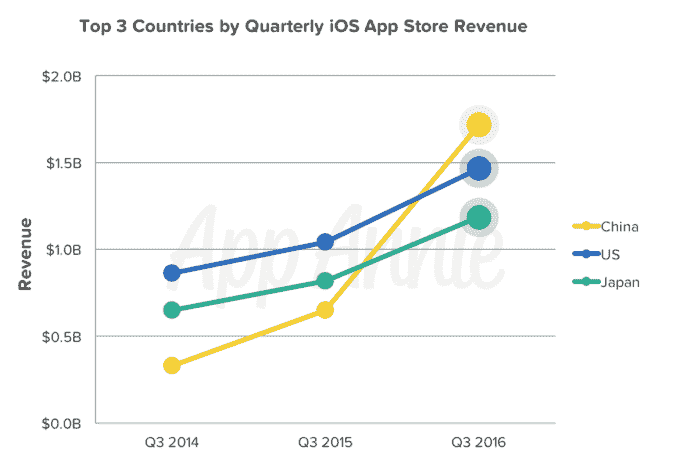 Top 3 Countries by Quarterly iOS App Store Revenue
$2.0B
$1.5B
$1.0B
$0.5B
$0.0B
Revenue
App Annie
China
US
Japan
Q3 2014
Q3 2015
Q3 2016